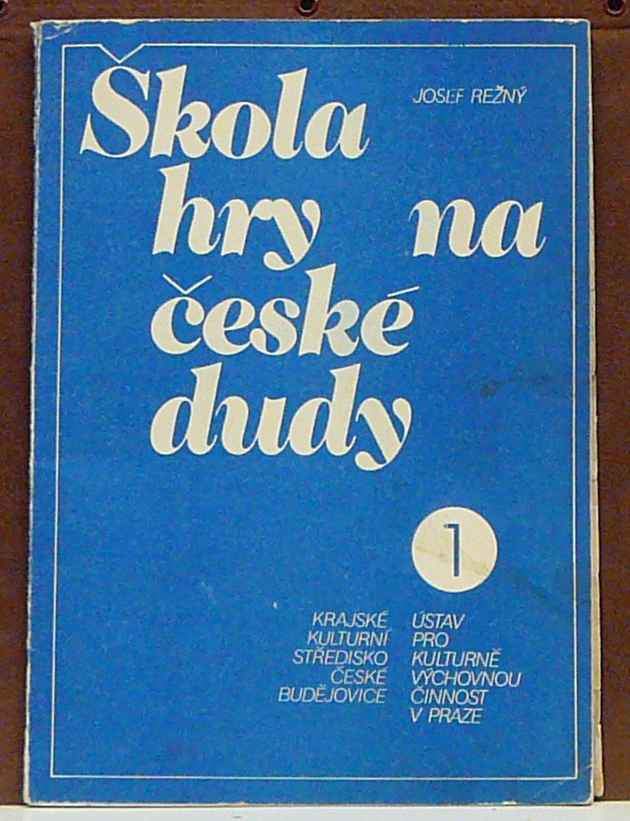 Škola
JOSEF REŽNÝ
hry na
české
dudy
1
KRAJSKÉ
KULTURNÍ
STŘEDISKO
ČESKÉ
BUDĚJOVICE
ÚSTAV
PRO
KULTURNĚ
VÝCHOVNOU
ČINNOST
V PRAZE